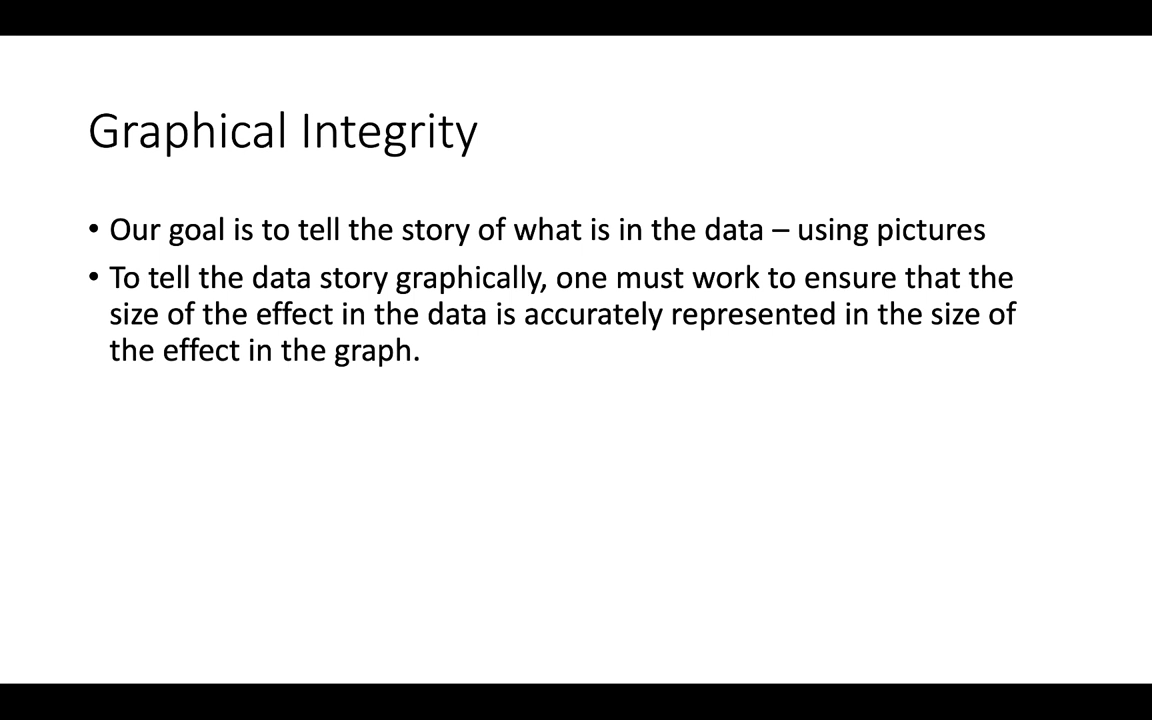 Graphical Integrity
• Our goal is to tell the story of what is in the data – using pictures
• To tell the data story graphically, one must work to ensure that the
size of the effect in the data is accurately represented in the size of
the effect in the graph.